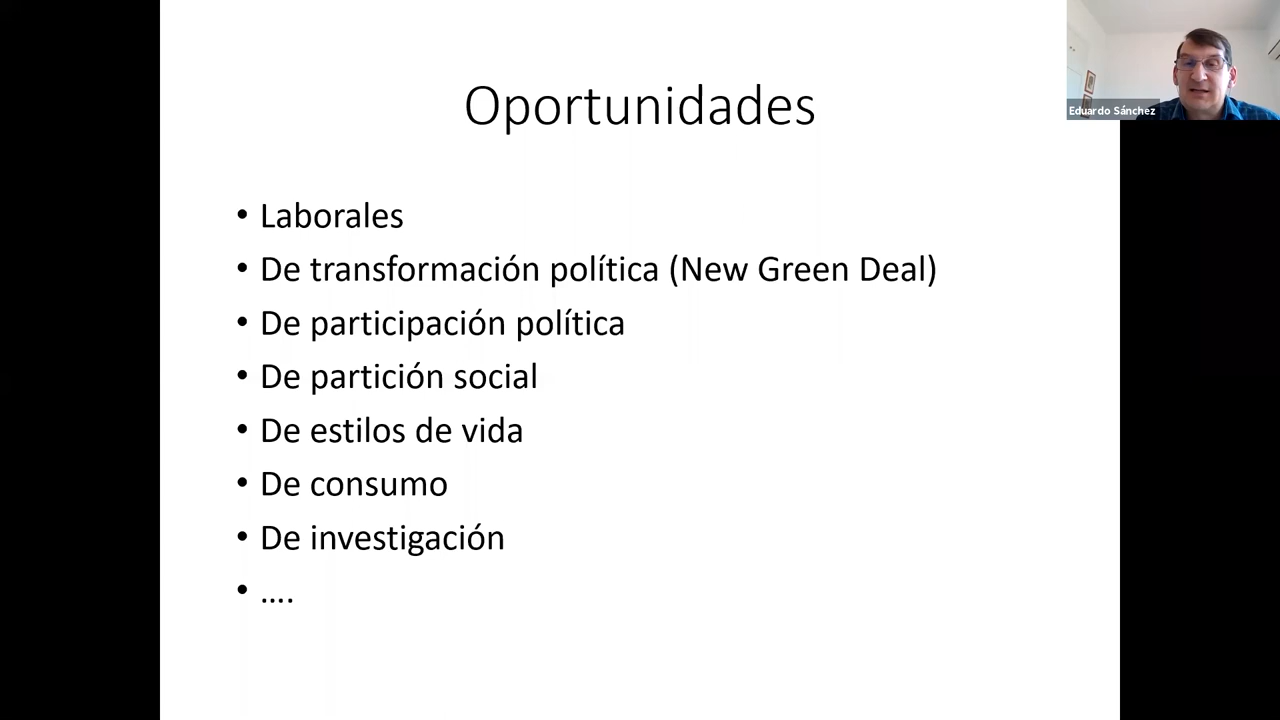 Oportunidades
Eduardo Sánchez
• Laborales
• De transformación política (New Green Deal)
• De participación política
• De partición social
• De estilos de vida
• De consumo
• De investigación
• ....